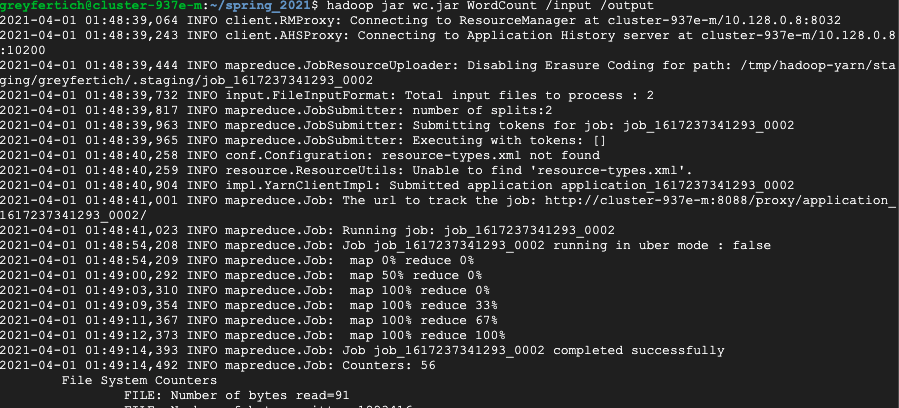 greyfertich@cluster-937e-m:~/spring_2021$ hadoop jar wc.jar WordCount /input /output
2021-04-01 01:48:39,064 INFO client.RMProxy: Connecting to ResourceManager at cluster-937e-m/10.128.0.8:8032
2021-04-01 01:48:39,243 INFO client.AHSProxy: Connecting to Application History server at cluster-937e-m/10.128.0.8
:10200
2021-04-01 01:48:39,444 INFO mapreduce.JobResourceUploader: Disabling Erasure Coding for path: /tmp/hadoop-yarn/sta
ging/greyfertich/.staging/job_1617237341293_0002
2021-04-01 01:48:39,732 INFO input.FileInputFormat: Total input files to process : 2
2021-04-01 01:48:39,817 INFO mapreduce.JobSubmitter: number of splits:2
2021-04-01 01:48:39,963 INFO mapreduce.JobSubmitter: Submitting tokens for job: job_1617237341293_0002
2021-04-01 01:48:39,965 INFO mapreduce.JobSubmitter: Executing with tokens: []
2021-04-01 01:48:40,258 INFO conf.Configuration: resource-types.xml not found
2021-04-01 01:48:40,259 INFO resource.ResourceUtils: Unable to find 'resource-types.xml'.
2021-04-01 01:48:40,904 INFO impl.YarnClientImpl: Submitted application application_1617237341293_0002
2021-04-01 01:48:41,001 INFO mapreduce.Job: The url to track the job: http://cluster-937e-m:8088/proxy/application_
1617237341293_0002/
2021-04-01 01:48:41,023 INFO mapreduce.Job: Running job: job_1617237341293_0002
2021-04-01 01:48:54,208 INFO mapreduce.Job: Job job_1617237341293_0002 running in uber mode : false
2021-04-01 01:48:54,209 INFO mapreduce.Job:  map 0% reduce 0%
2021-04-01 01:49:00,292 INFO mapreduce.Job:  map 50% reduce 0%
2021-04-01 01:49:03,310 INFO mapreduce.Job:  map 100% reduce 0%
2021-04-01 01:49:09,354 INFO mapreduce.Job:  map 100% reduce 33%
2021-04-01 01:49:11,367 INFO mapreduce.Job:  map 100% reduce 67%
2021-04-01 01:49:12,373 INFO mapreduce.Job:  map 100% reduce 100%
2021-04-01 01:49:14,393 INFO mapreduce.Job: Job job_1617237341293_0002 completed successfully
2021-04-01 01:49:14,492 INFO mapreduce.Job: Counters: 56
File System Counters
FILE: Number of bytes read=91